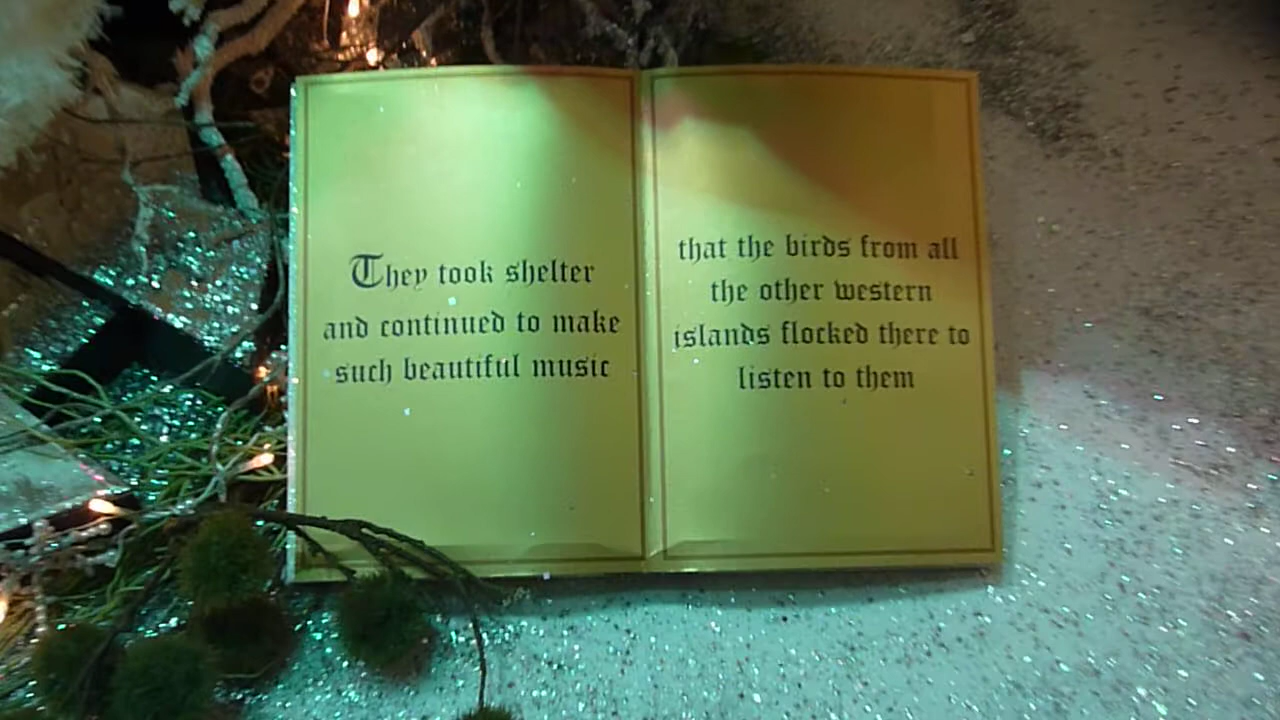 They took shelter
and continued to make
such beautiful music
that the birds from all
the other western
islands flocked there to
listen to them